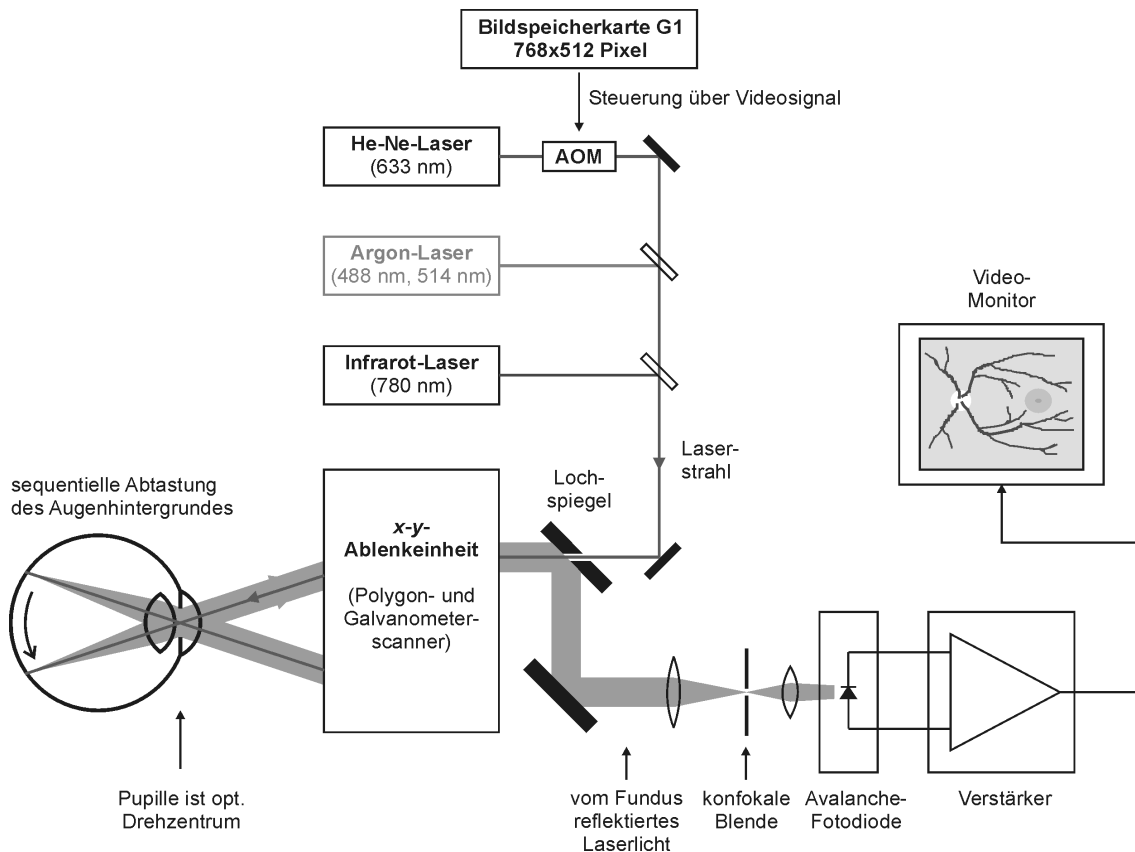 Bildspeicherkarte G1
768x512 Pixel
Steuerung über Videosignal
He-Ne-Laser
(633 nm)
AOM
Argon-Laser
(488 nm, 514 nm)
Video-
Monitor
Infrarot-Laser
(780 nm)
Laser-
strahl
Loch-
spiegel
sequentielle Abtastung
des Augenhintergrundes
x-y-
Ablenkeinheit
(Polygon- und
Galvanometer-
scanner)
Pupille ist opt.
Drehzentrum
vom Fundus
reflektiertes
Laserlicht
konfokale
Blende
Avalanche-
Fotodiode
Verstärker